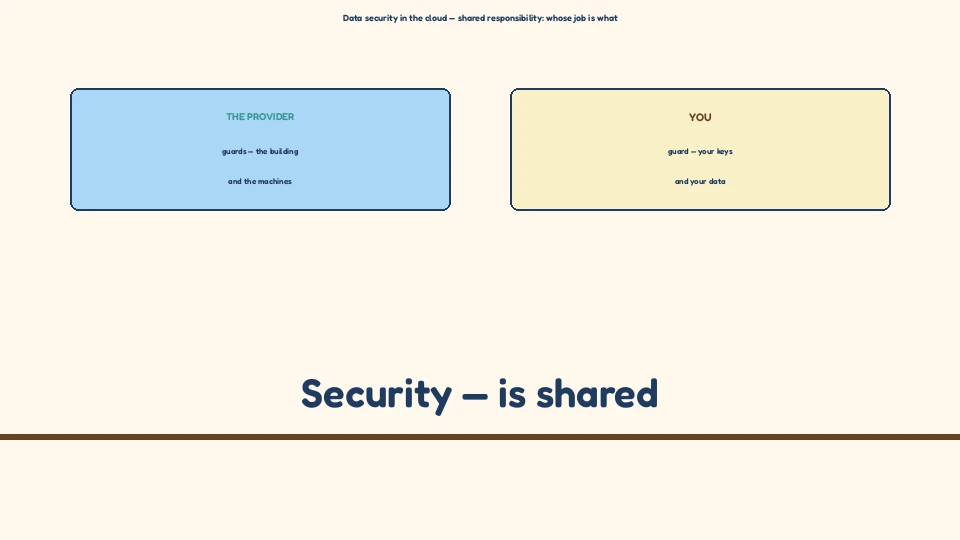 Data security in the cloud — shared responsibility: whose job is what
THE PROVIDER
guards — the building
and the machines
YOU
guard — your keys
and your data
Security — is shared